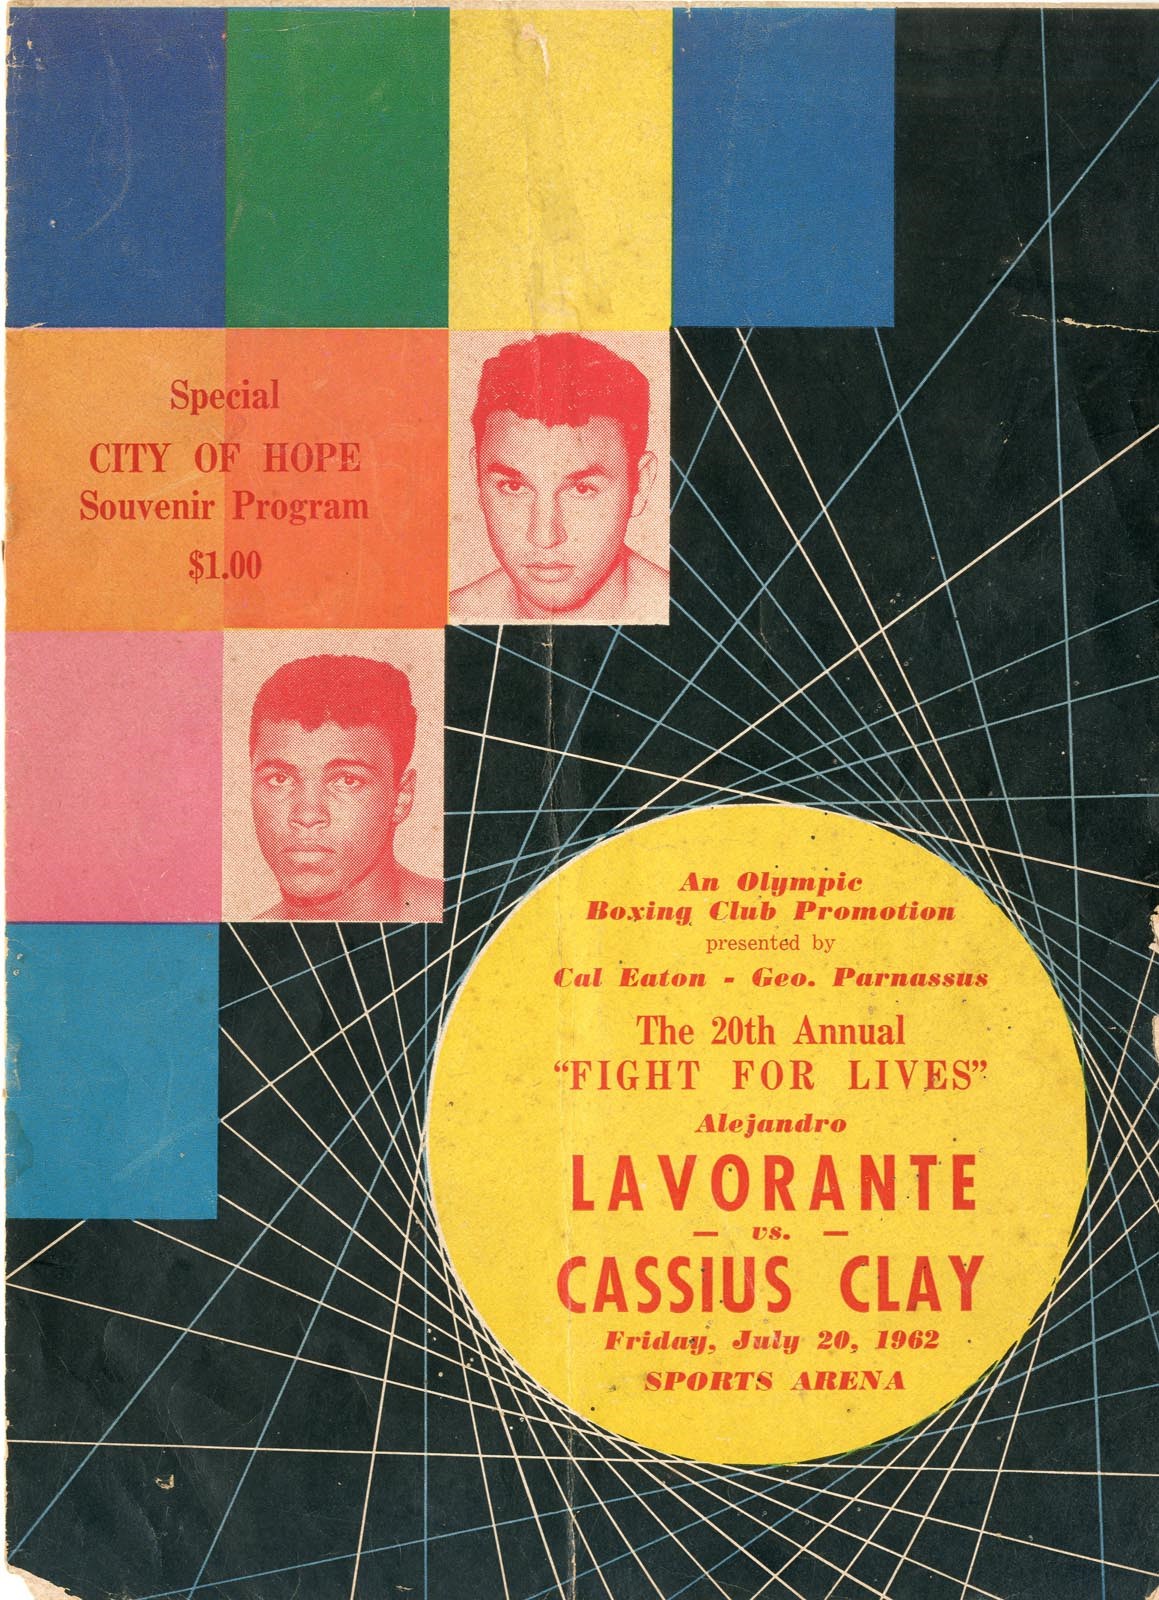 Special
CITY OF HOPE
Souvenir Program
$1.00
An Olympic
Boxing Club Promotion
presented by
Cal Eaton - Geo. Parnassus
The 20th Annual
“FIGHT FOR LIVES”
Alejandro
LAVORANTE
— vs. —
CASSIUS CLAY
Friday, July 20, 1962
SPORTS ARENA